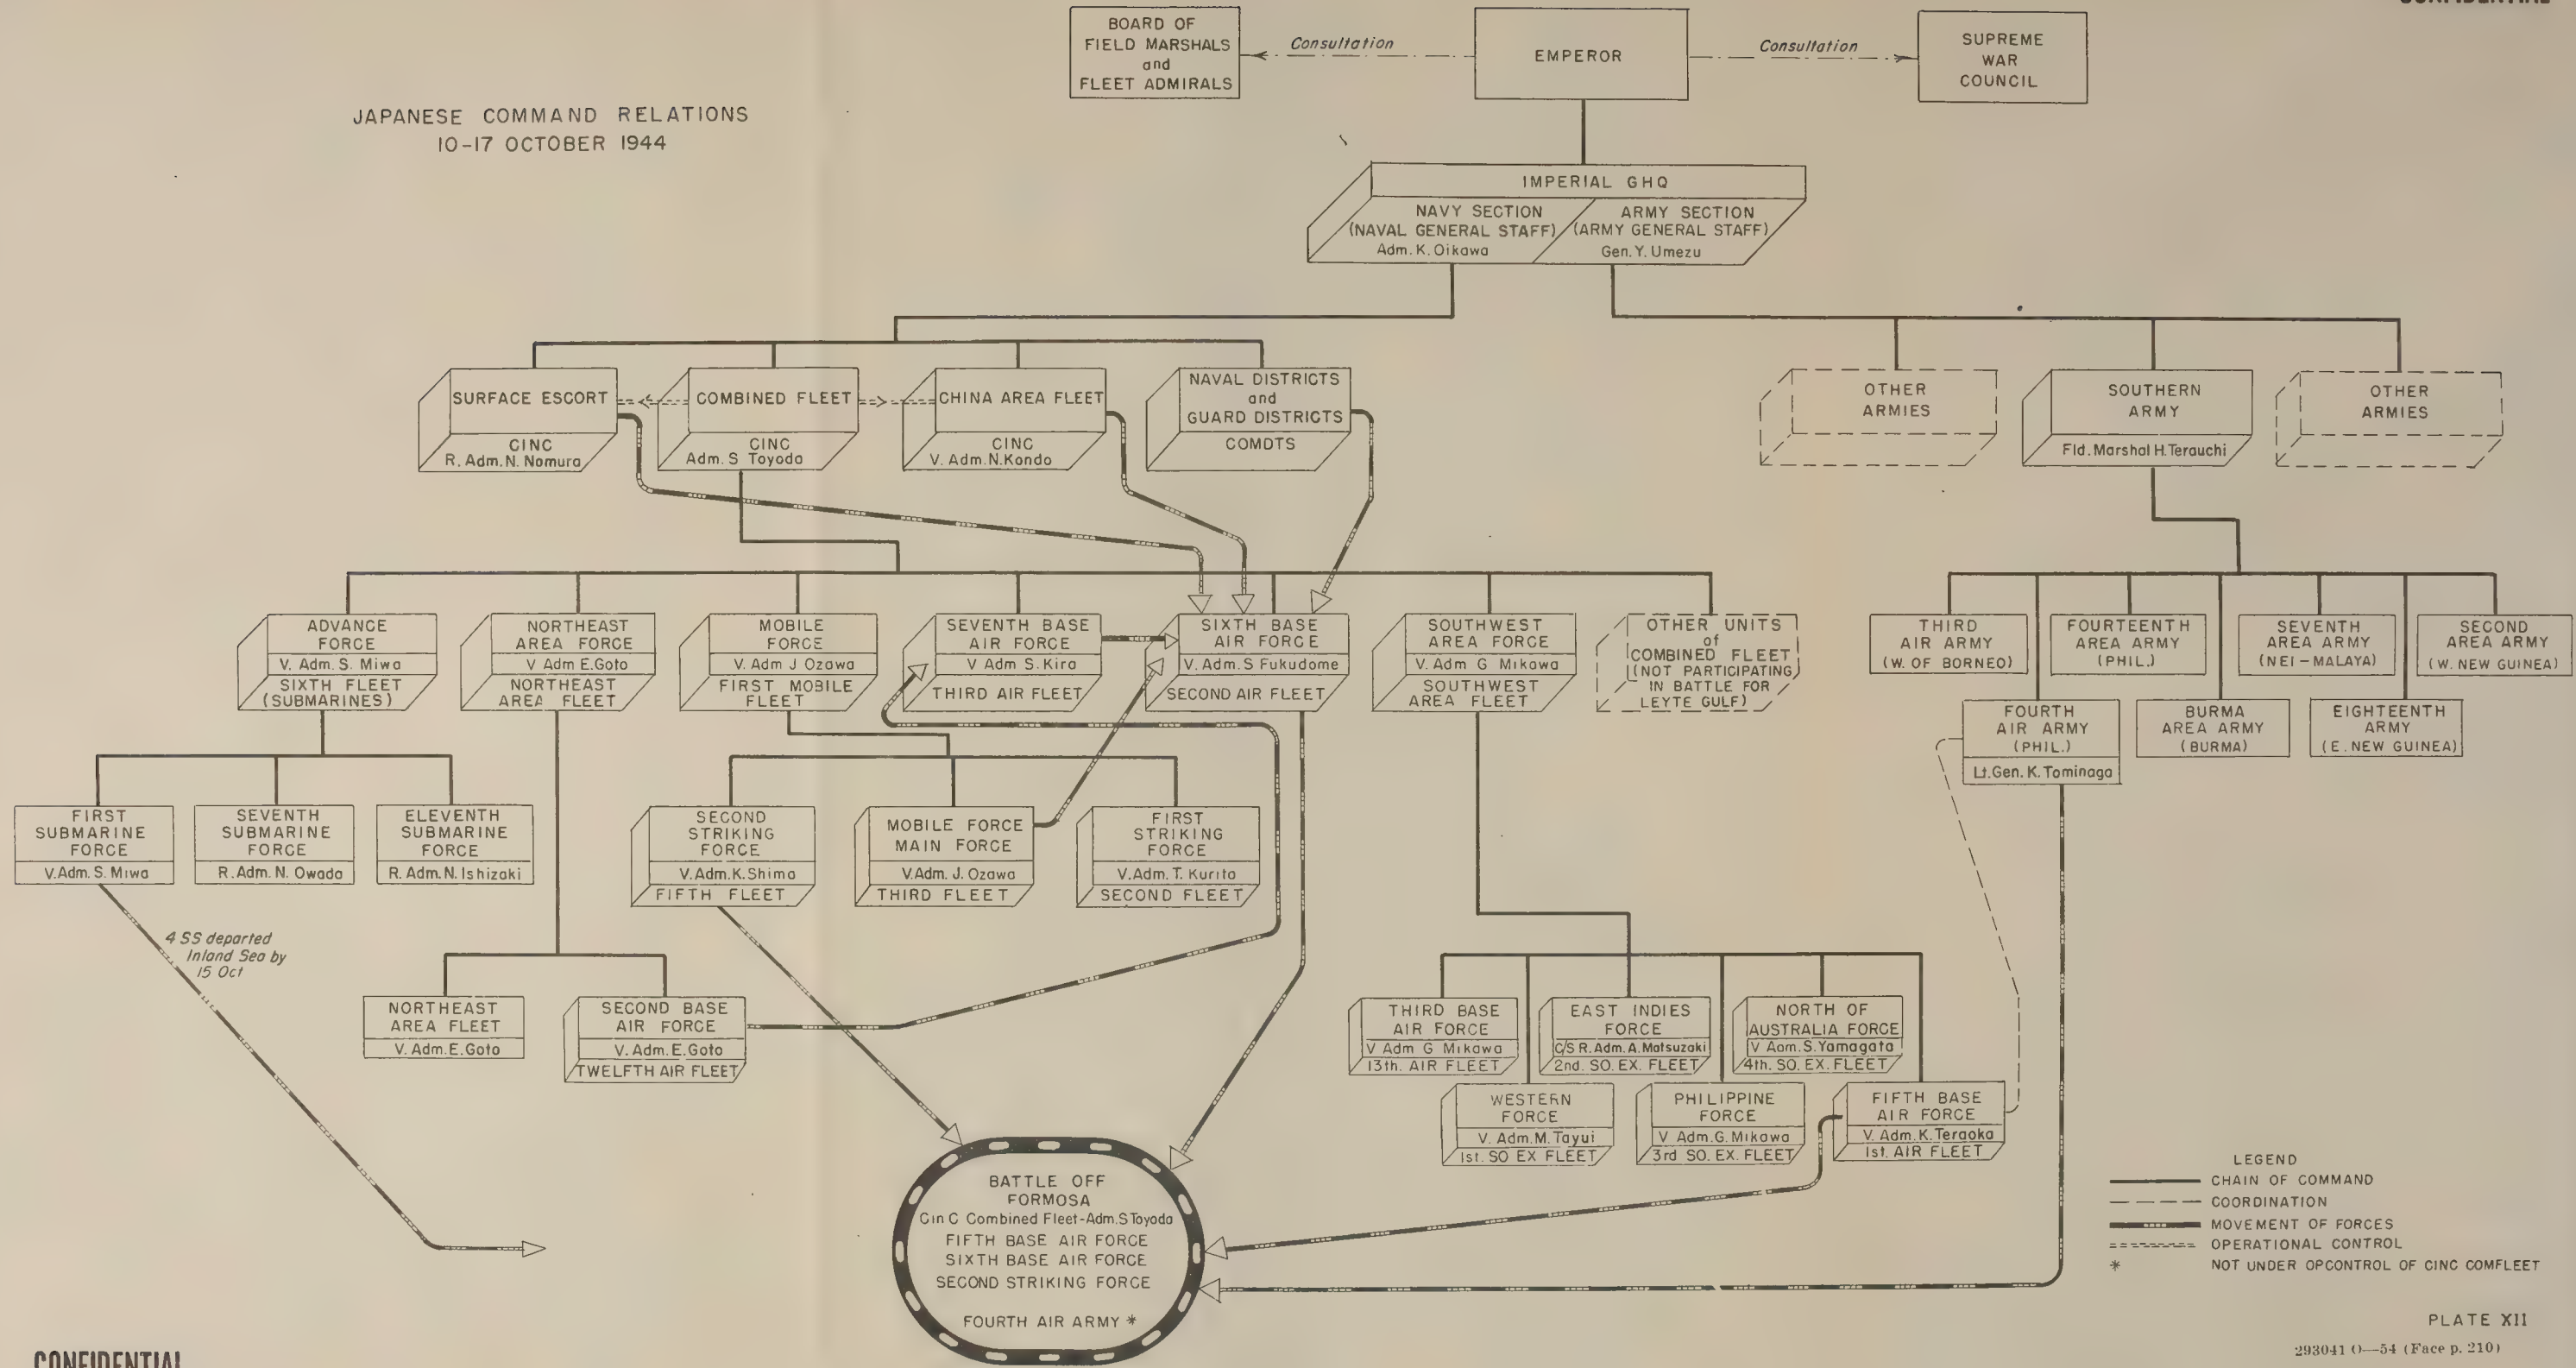 CONFIDENTIAL
BOARD OF
FIELD MARSHALS
and
FLEET ADMIRALS
Consultation
EMPEROR
Consultation
SUPREME
WAR
COUNCIL
JAPANESE COMMAND RELATIONS
10-17 OCTOBER 1944
IMPERIAL GHQ
NAVY SECTION
(NAVAL GENERAL STAFF)
Adm. K. Oikawa
ARMY SECTION
(ARMY GENERAL STAFF)
Gen. Y. Umezu
SURFACE ESCORT
CINC
R. Adm. N. Nomura
COMBINED FLEET
CINC
Adm. S Toyoda
CHINA AREA FLEET
CINC
V. Adm. N. Kondo
NAVAL DISTRICTS
and
GUARD DISTRICTS
COMDTS
OTHER
ARMIES
SOUTHERN
ARMY
Fld. Marshal H. Terauchi
OTHER
ARMIES
ADVANCE
FORCE
V. Adm. S. Miwa
SIXTH FLEET
(SUBMARINES)
NORTHEAST
AREA FORCE
V Adm E. Goto
NORTHEAST
AREA FLEET
MOBILE
FORCE
V. Adm J Ozawa
FIRST MOBILE
FLEET
SEVENTH BASE
AIR FORCE
V Adm S. Kira
THIRD AIR FLEET
SIXTH BASE
AIR FORCE
V. Adm. S Fukudome
SECOND AIR FLEET
SOUTHWEST
AREA FORCE
V. Adm G Mikawa
SOUTHWEST
AREA FLEET
OTHER UNITS
of
COMBINED FLEET
(NOT PARTICIPATING
IN BATTLE FOR
LEYTE GULF)
THIRD
AIR ARMY
(W. OF BORNEO)
FOURTEENTH
AREA ARMY
(PHIL.)
SEVENTH
AREA ARMY
(NEI-MALAYA)
SECOND
AREA ARMY
(W. NEW GUINEA)
FOURTH
AIR ARMY
(PHIL.)
Lt. Gen. K. Tominaga
BURMA
AREA ARMY
(BURMA)
EIGHTEENTH
ARMY
(E. NEW GUINEA)
FIRST
SUBMARINE
FORCE
V. Adm. S. Miwa
SEVENTH
SUBMARINE
FORCE
R. Adm. N. Owada
ELEVENTH
SUBMARINE
FORCE
R. Adm. N. Ishizaki
SECOND
STRIKING
FORCE
V. Adm. K. Shima
FIFTH FLEET
MOBILE FORCE
MAIN FORCE
V. Adm. J. Ozawa
THIRD FLEET
FIRST
STRIKING
FORCE
V. Adm. T. Kurita
SECOND FLEET
4 SS departed
Inland Sea by
15 Oct
NORTHEAST
AREA FLEET
V. Adm. E. Goto
SECOND BASE
AIR FORCE
V. Adm. E. Goto
TWELFTH AIR FLEET
THIRD BASE
AIR FORCE
V Adm G Mikawa
13th. AIR FLEET
EAST INDIES
FORCE
C/S R. Adm. A. Matsuzaki
2nd. SO. EX. FLEET
NORTH OF
AUSTRALIA FORCE
V Adm. S. Yamagata
4th. SO. EX. FLEET
WESTERN
FORCE
V. Adm. M. Tayui
1st. SO EX FLEET
PHILIPPINE
FORCE
V Adm. G. Mikawa
3rd SO. EX. FLEET
FIFTH BASE
AIR FORCE
V. Adm. K. Teraoka
1st. AIR FLEET
BATTLE OFF
FORMOSA
Cin C Combined Fleet-Adm. S Toyoda
FIFTH BASE AIR FORCE
SIXTH BASE AIR FORCE
SECOND STRIKING FORCE
FOURTH AIR ARMY *
LEGEND
CHAIN OF COMMAND
COORDINATION
MOVEMENT OF FORCES
OPERATIONAL CONTROL
* NOT UNDER OPCONTROL OF CINC COMFLEET
PLATE XII
293041 O—54 (Face p. 210)
CONFIDENTIAL